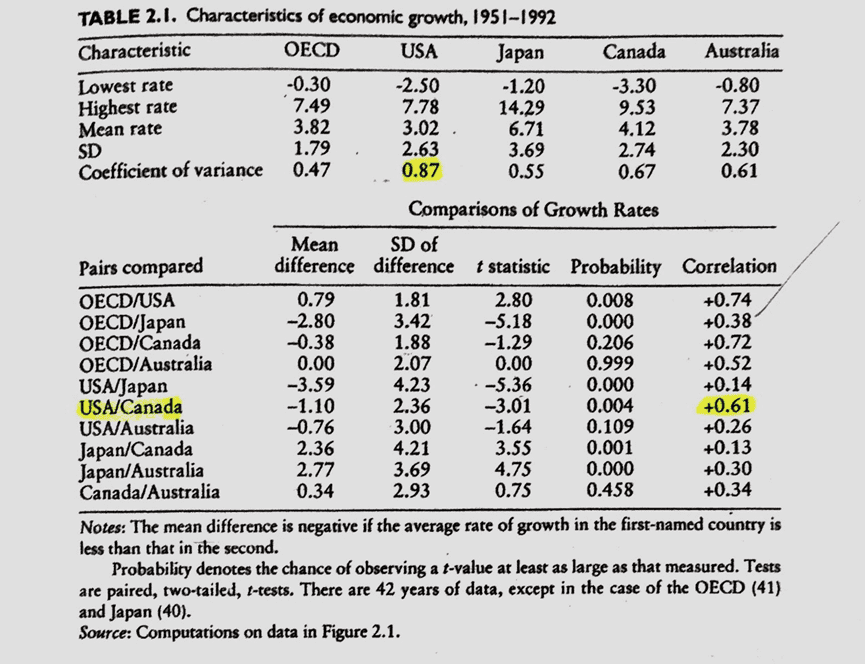 TABLE 2.1. Characteristics of economic growth, 1951–1992
Characteristic OECD USA Japan Canada Australia
Lowest rate -0.30 -2.50 -1.20 -3.30 -0.80
Highest rate 7.49 7.78 14.29 9.53 7.37
Mean rate 3.82 3.02 6.71 4.12 3.78
SD 1.79 2.63 3.69 2.74 2.30
Coefficient of variance 0.47 0.87 0.55 0.67 0.61
Comparisons of Growth Rates
Mean SD of
Pairs compared difference difference t statistic Probability Correlation
OECD/USA 0.79 1.81 2.80 0.008 +0.74
OECD/Japan −2.80 3.42 −5.18 0.000 +0.38
OECD/Canada −0.38 1.88 −1.29 0.206 +0.72
OECD/Australia 0.00 2.07 0.00 0.999 +0.52
USA/Japan −3.59 4.23 −5.36 0.000 +0.14
USA/Canada −1.10 2.36 −3.01 0.004 +0.61
USA/Australia −0.76 3.00 −1.64 0.109 +0.26
Japan/Canada 2.36 4.21 3.55 0.001 +0.13
Japan/Australia 2.77 3.69 4.75 0.000 +0.30
Canada/Australia 0.34 2.93 0.75 0.458 +0.34
Notes: The mean difference is negative if the average rate of growth in the first-named country is
less than that in the second.
Probability denotes the chance of observing a t-value at least as large as that measured. Tests
are paired, two-tailed, t-tests. There are 42 years of data, except in the case of the OECD (41)
and Japan (40).
Source: Computations on data in Figure 2.1.